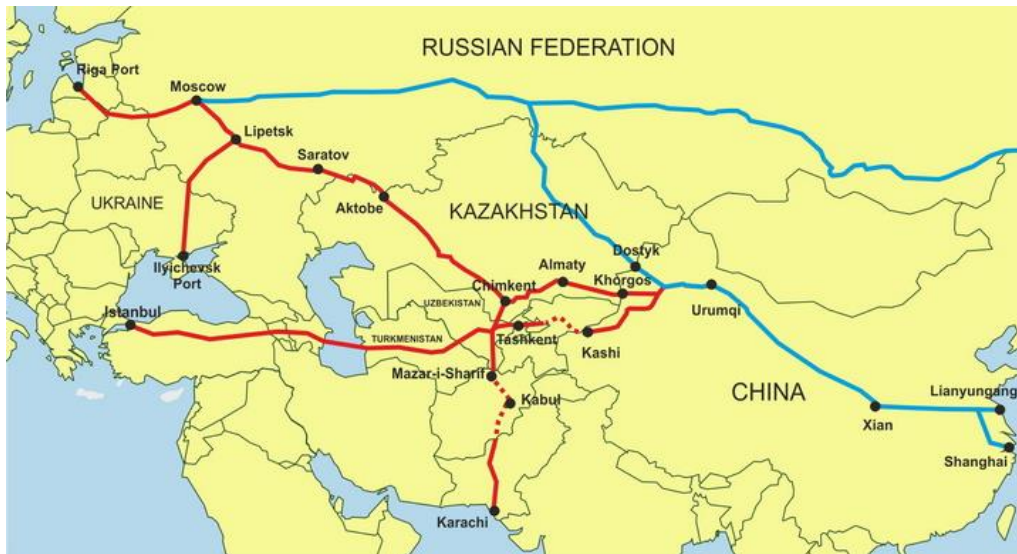 RUSSIAN FEDERATION
Riga Port
Moscow
Lipetsk
Saratov
UKRAINE
Aktobe
KAZAKHSTAN
Dostyk
Ilyichevsk
Port
Almaty
Khorgos
Chimkent
Istanbul
UZBEKISTAN
Urumqi
TURKMENISTAN
Tashkent
Kashi
Mazar-i-Sharif
Kabul
CHINA
Lianyungang
Xian
Shanghai
Karachi